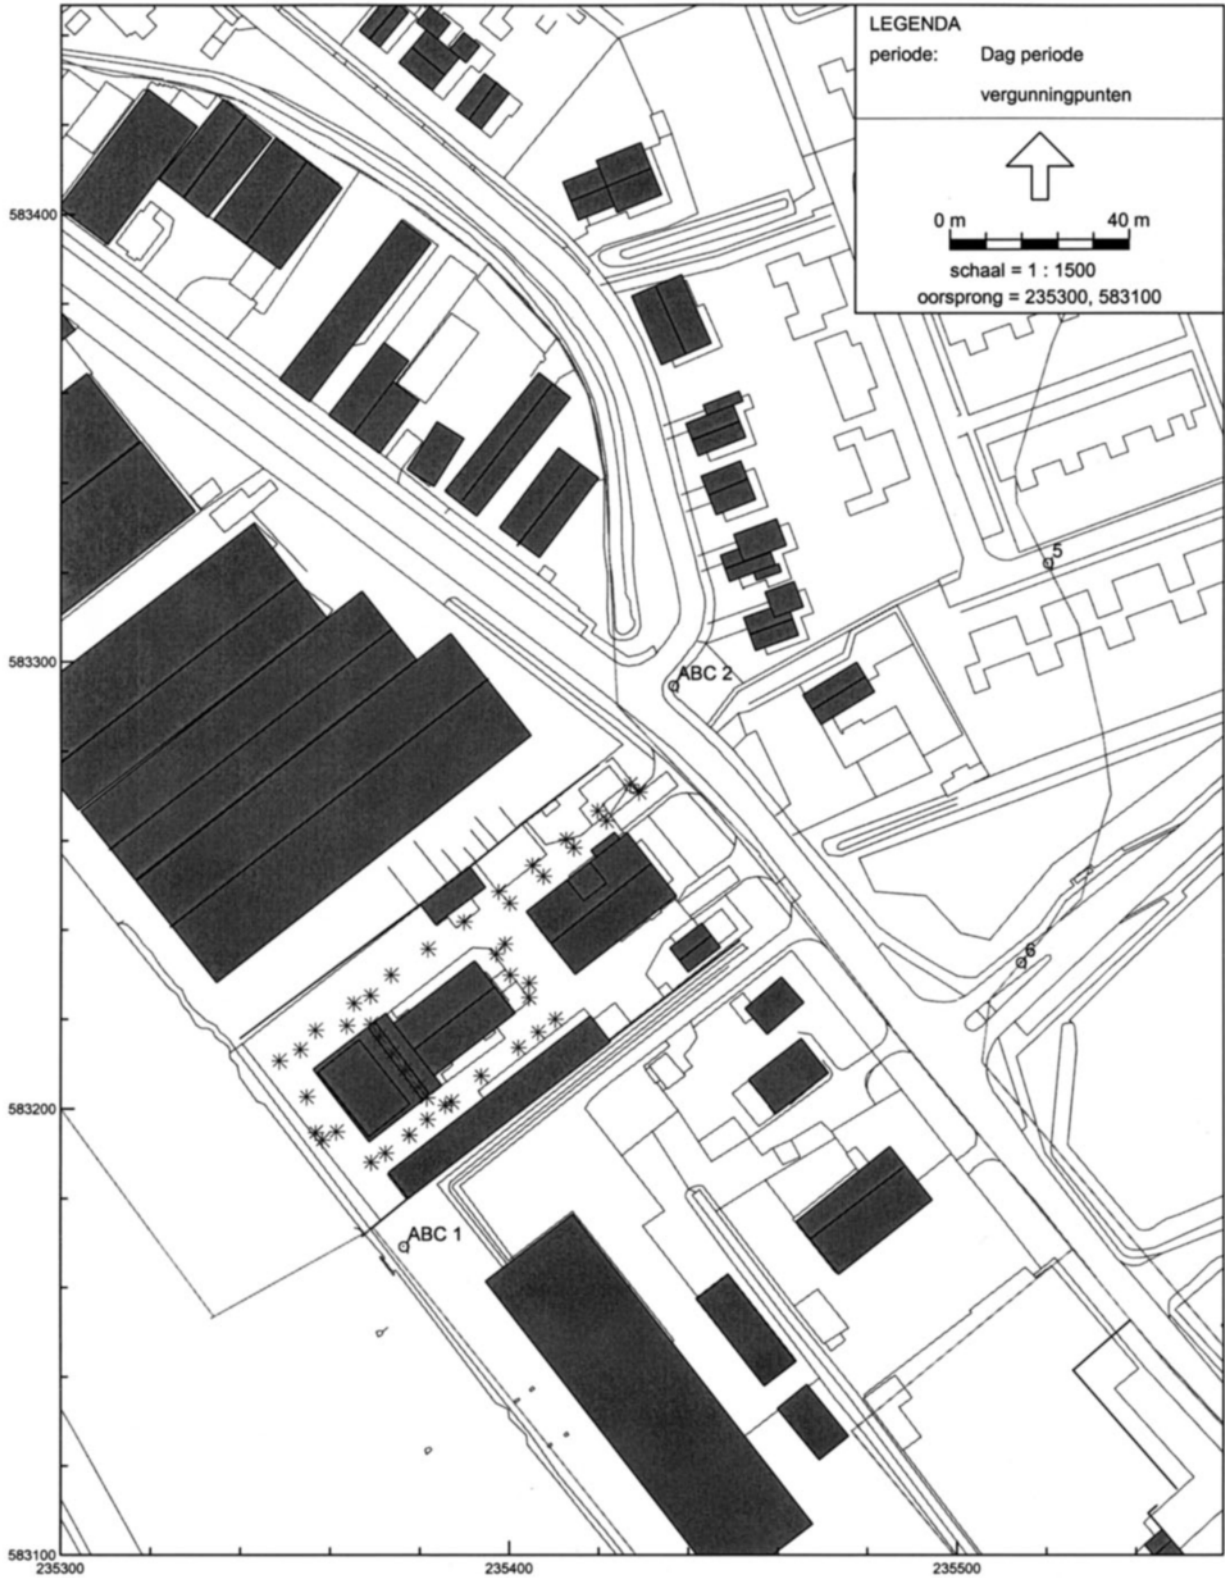 LEGENDA
periode: Dag periode
vergunningpunten
0 m 40 m
schaal = 1 : 1500
oorsprong = 235300, 583100
583400
5
583300
ABC 2
6
583200
ABC 1
583100
235300 235400 235500